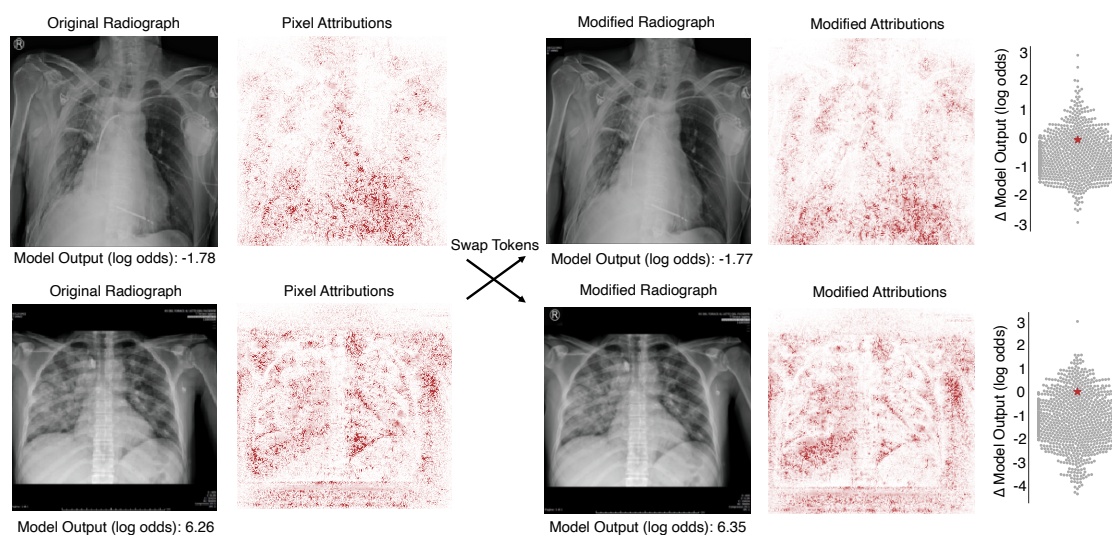 Original Radiograph
Pixel Attributions
Modified Radiograph
Modified Attributions
R
R
Model Output (log odds): -1.78
Model Output (log odds): -1.77
Δ Model Output (log odds)
3
2
1
0
-1
-2
-3
Swap Tokens
Original Radiograph
Pixel Attributions
Modified Radiograph
Modified Attributions
R
Model Output (log odds): 6.26
Model Output (log odds): 6.35
Δ Model Output (log odds)
3
2
1
0
-1
-2
-3
-4